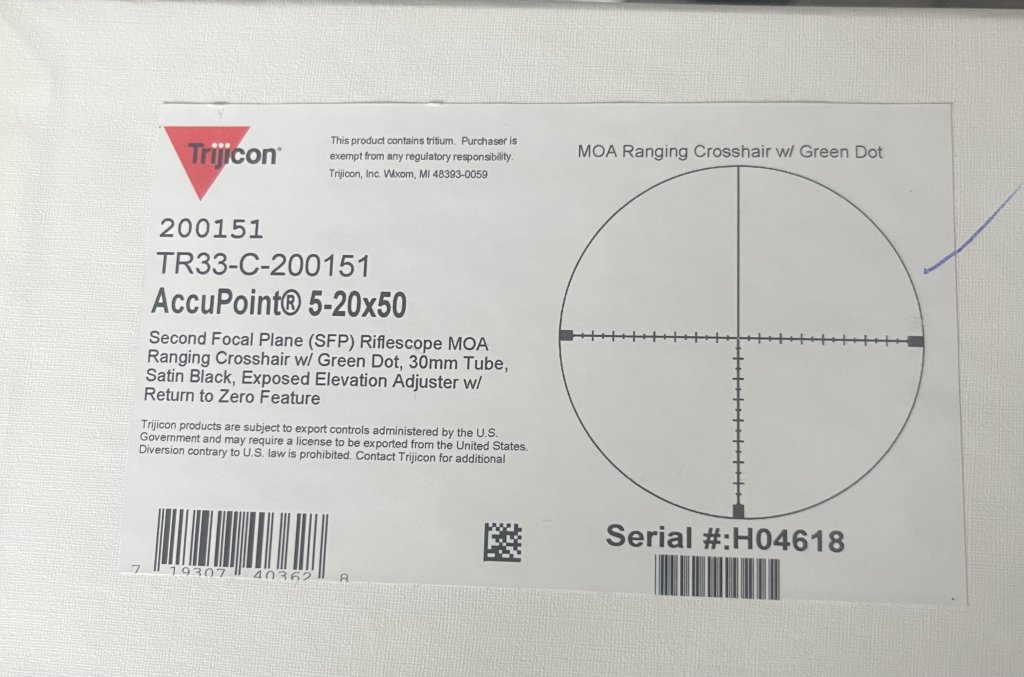 Trijicon®
This product contains tritium. Purchaser is
exempt from any regulatory responsibility.
Trijicon, Inc. Wixom, MI 48393-0059
200151
TR33-C-200151
AccuPoint® 5-20x50
Second Focal Plane (SFP) Riflescope MOA
Ranging Crosshair w/ Green Dot, 30mm Tube,
Satin Black, Exposed Elevation Adjuster w/
Return to Zero Feature
Trijicon products are subject to export controls administered by the U.S.
Government and may require a license to be exported from the United States.
Diversion contrary to U.S. law is prohibited. Contact Trijicon for additional
7 19307 40362 8
MOA Ranging Crosshair w/ Green Dot
Serial #:H04618